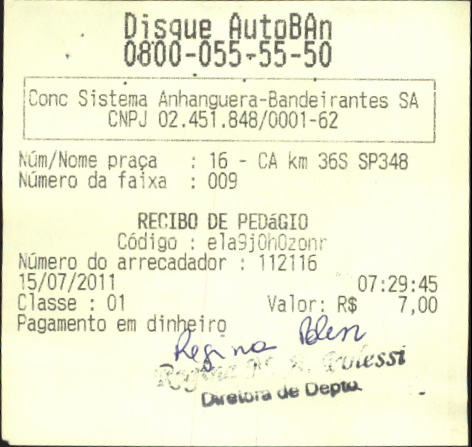 Disque AutoBAn
0800-055-55-50
Conc Sistema Anhanguera-Bandeirantes SA
CNPJ 02.451.848/0001-62
Núm/Nome praça : 16 - CA km 36S SP348
Número da faixa : 009
RECIBO DE PEDáGIO
Código : ela9j0h0zonr
Número do arrecadador : 112116
15/07/2011 07:29:45
Classe : 01 Valor: R$ 7,00
Pagamento em dinheiro
Regina
Regina
Diretora de Depto.